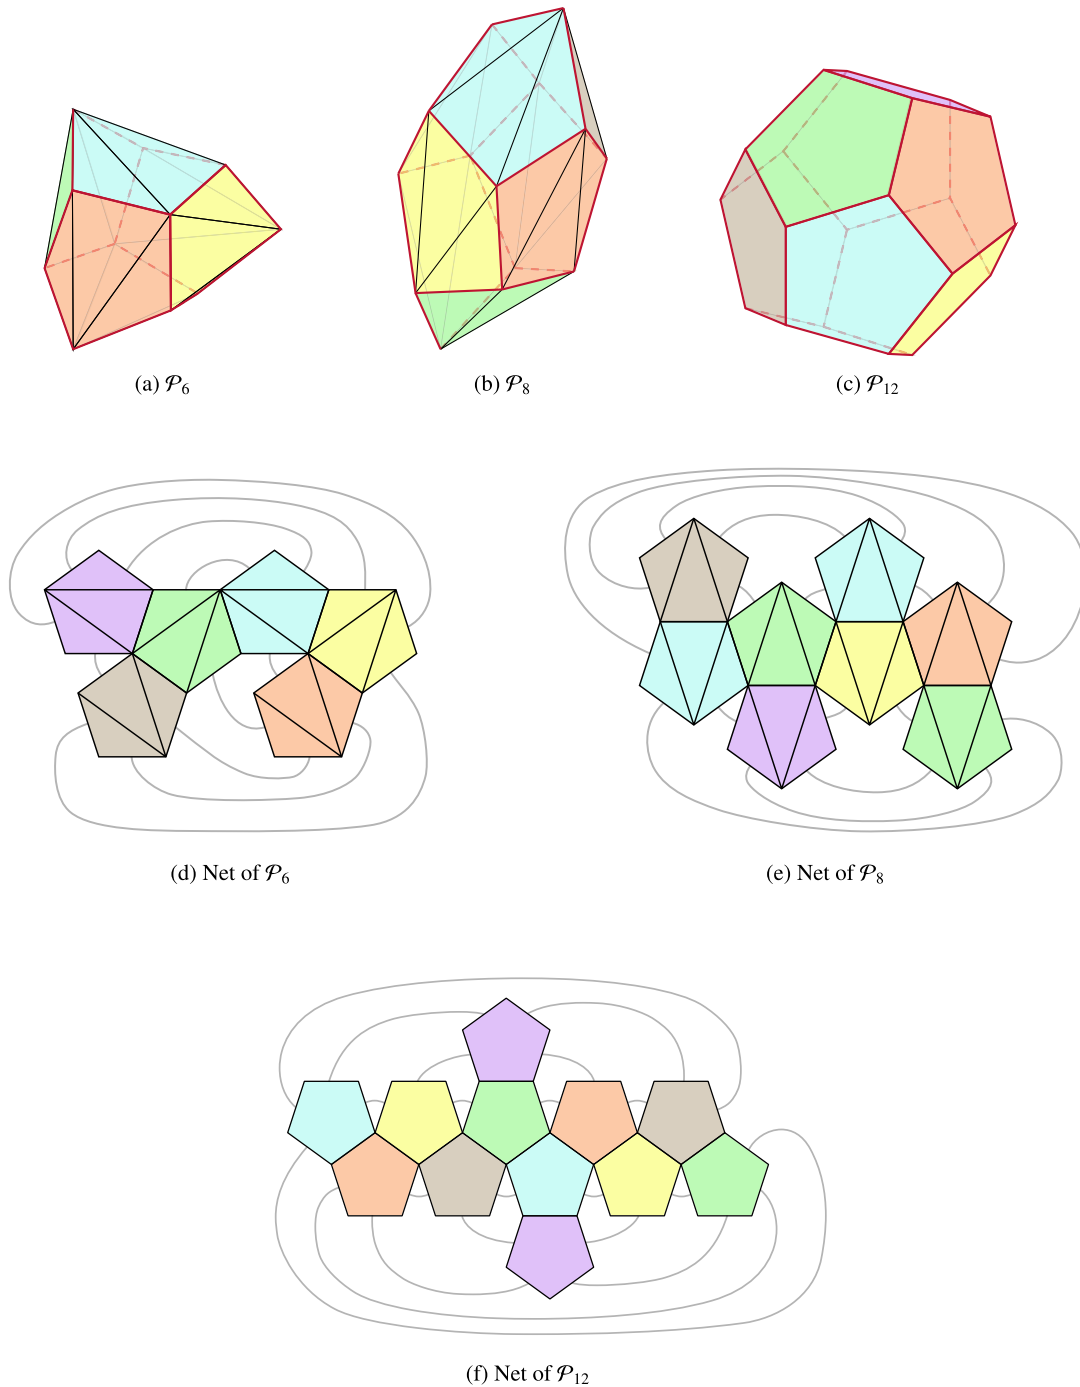 (a) 𝒫₆
(b) 𝒫₈
(c) 𝒫₁₂
(d) Net of 𝒫₆
(e) Net of 𝒫₈
(f) Net of 𝒫₁₂